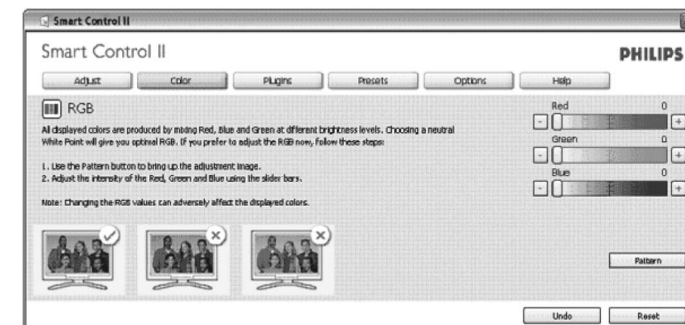 Smart Control II
Smart Control II
PHILIPS
Adjust Color Plugins Presets Options Help
RGB
All displayed colors are produced by mixing Red, Blue and Green at different brightness levels. Choosing a neutral
White Point will give you optimal RGB. If you prefer to adjust the RGB now, follow these steps:
1. Use the Pattern button to bring up the adjustment image.
2. Adjust the intensity of the Red, Green and Blue using the slider bars.
Note: Changing the RGB values can adversely affect the displayed colors.
Red 0
- +
Green 0
- +
Blue 0
- +
Pattern
Undo Reset